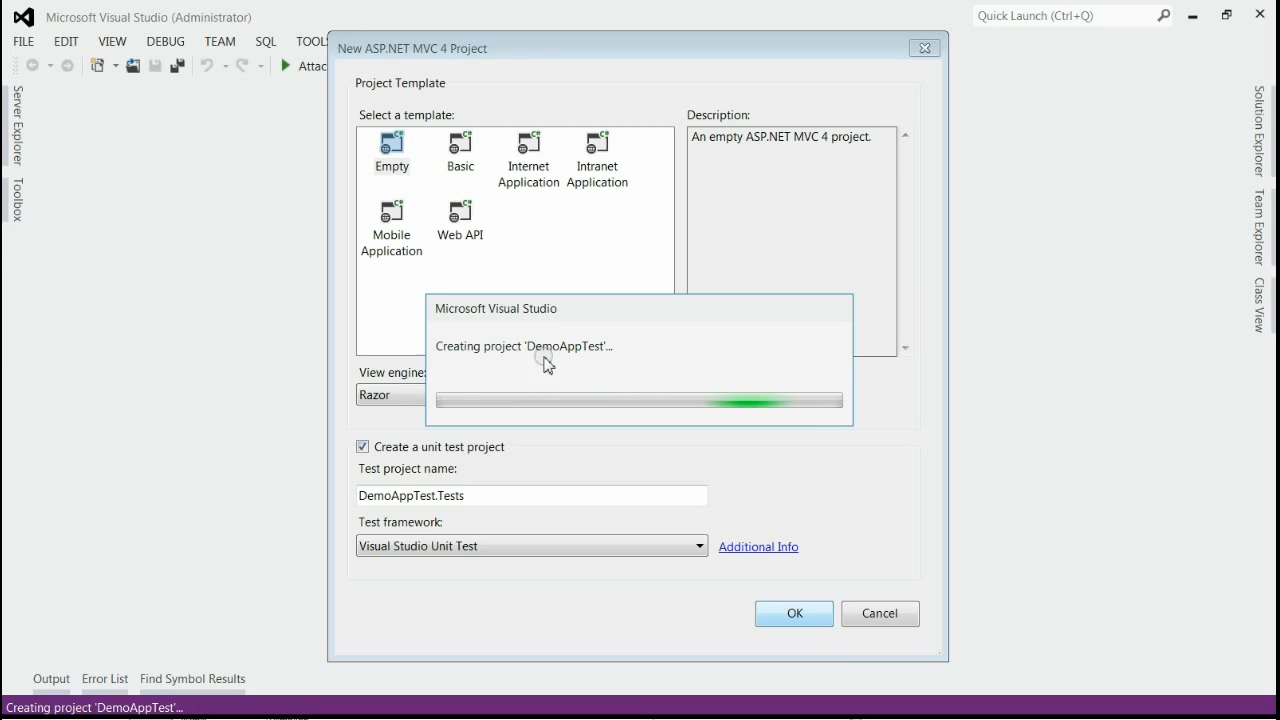 Microsoft Visual Studio (Administrator)
Quick Launch (Ctrl+Q)
FILE EDIT VIEW DEBUG TEAM SQL TOOLS
Attac
Server Explorer
Toolbox
New ASP.NET MVC 4 Project
Project Template
Select a template:
Description:
Empty
Basic
Internet Application
Intranet Application
Mobile Application
Web API
An empty ASP.NET MVC 4 project.
Microsoft Visual Studio
Creating project 'DemoAppTest'...
View engine:
Razor
Create a unit test project
Test project name:
DemoAppTest.Tests
Test framework:
Visual Studio Unit Test
Additional Info
OK
Cancel
Solution Explorer
Team Explorer
Class View
Output Error List Find Symbol Results
Creating project 'DemoAppTest'...